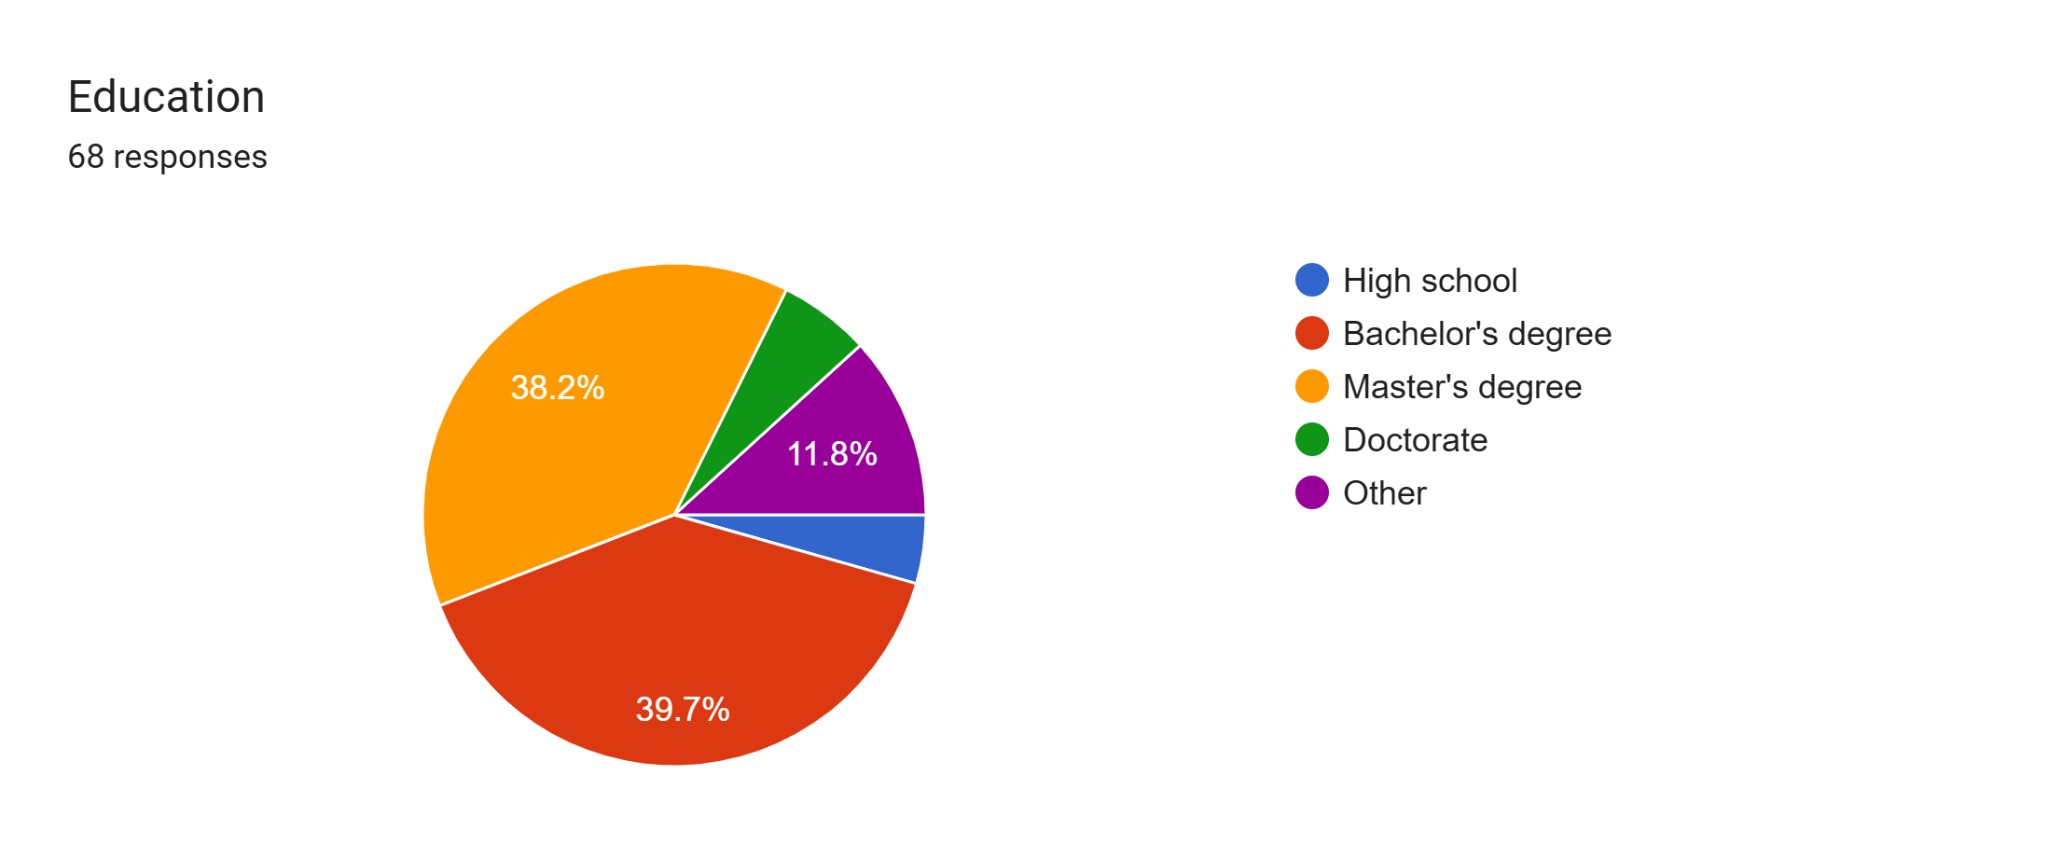 Education
68 responses
38.2%
11.8%
39.7%
High school
Bachelor's degree
Master's degree
Doctorate
Other